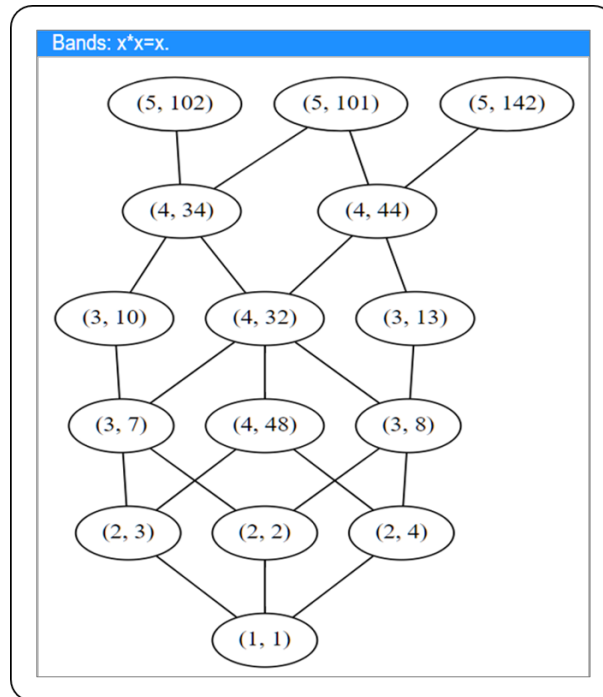 Bands: x*x=x.
(5, 102) (5, 101) (5, 142)
(4, 34) (4, 44)
(3, 10) (4, 32) (3, 13)
(3, 7) (4, 48) (3, 8)
(2, 3) (2, 2) (2, 4)
(1, 1)